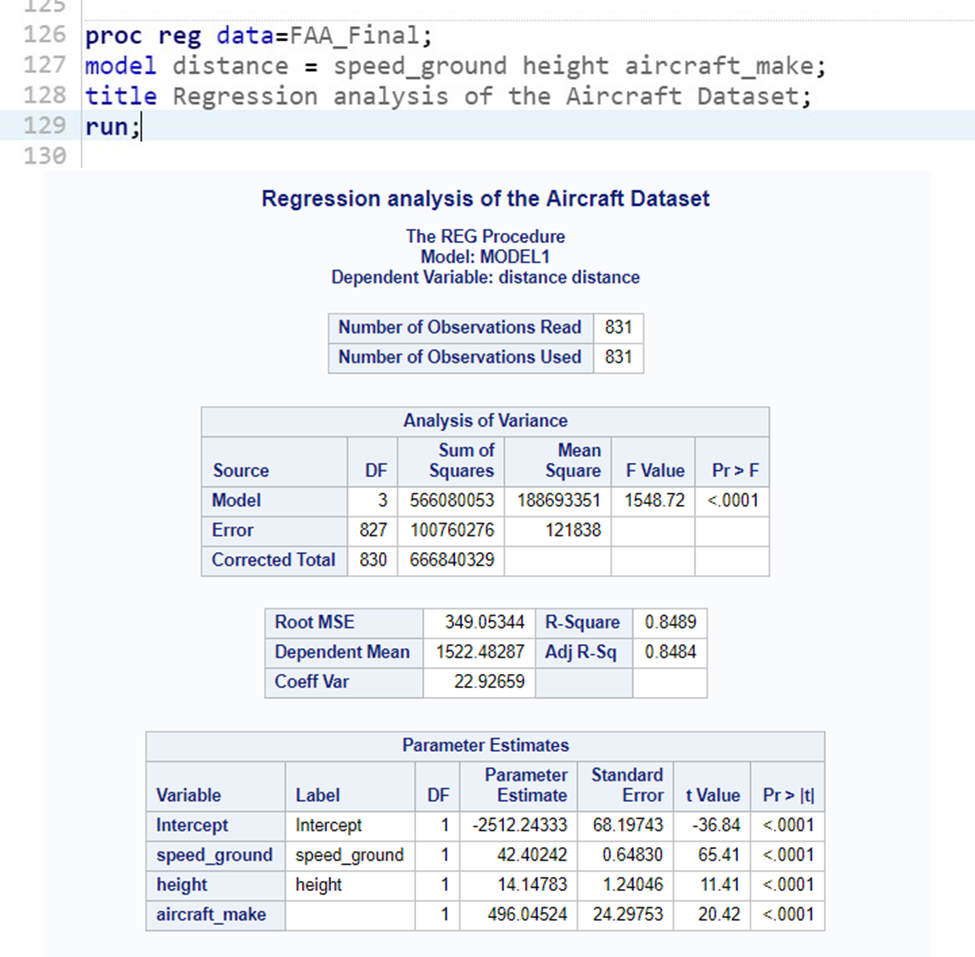 125
126 proc reg data=FAA_Final;
127 model distance = speed_ground height aircraft_make;
128 title Regression analysis of the Aircraft Dataset;
129 run;
130
Regression analysis of the Aircraft Dataset
The REG Procedure
Model: MODEL1
Dependent Variable: distance distance
Number of Observations Read 831
Number of Observations Used 831
Analysis of Variance
Source DF Sum of Squares Mean Square F Value Pr > F
Model 3 566080053 188693351 1548.72 <.0001
Error 827 100760276 121838
Corrected Total 830 666840329
Root MSE 349.05344 R-Square 0.8489
Dependent Mean 1522.48287 Adj R-Sq 0.8484
Coeff Var 22.92659
Parameter Estimates
Variable Label DF Parameter Estimate Standard Error t Value Pr > |t|
Intercept Intercept 1 -2512.24333 68.19743 -36.84 <.0001
speed_ground speed_ground 1 42.40242 0.64830 65.41 <.0001
height height 1 14.14783 1.24046 11.41 <.0001
aircraft_make 1 496.04524 24.29753 20.42 <.0001